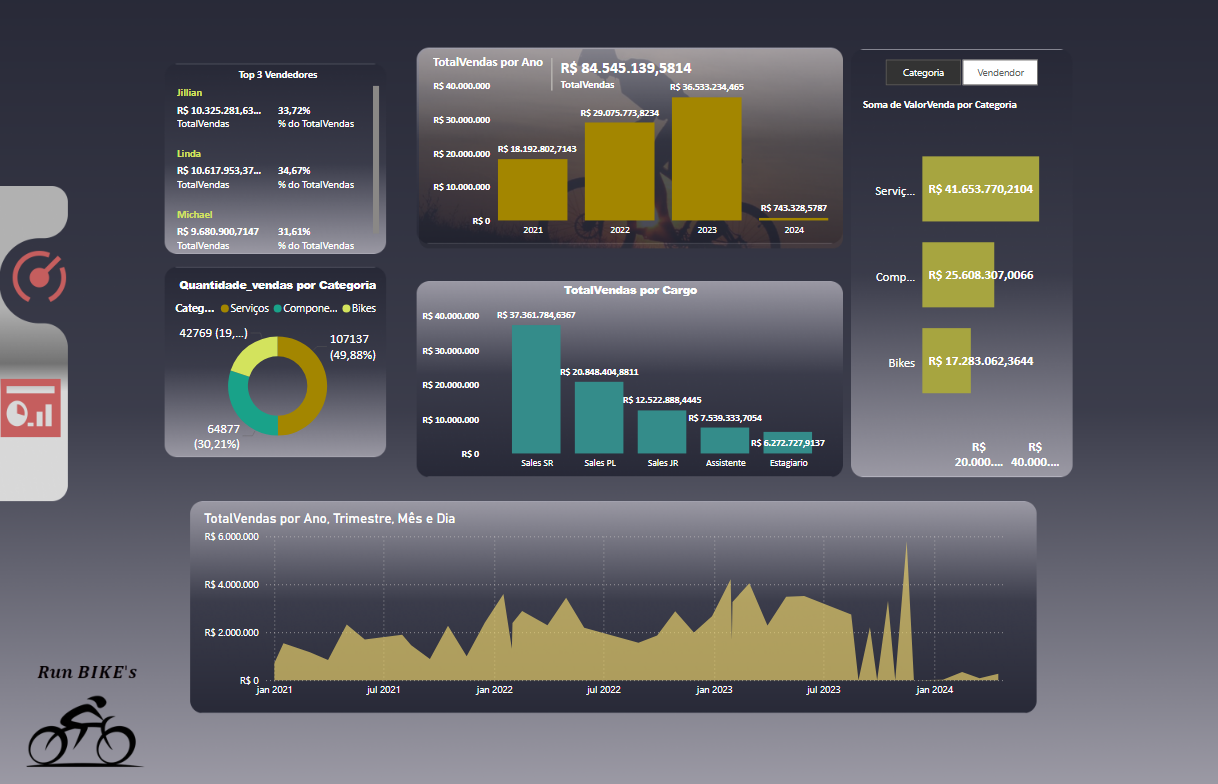 Top 3 Vendedores
Jillian
R$ 10.325.281,63... 33,72%
TotalVendas % do TotalVendas
Linda
R$ 10.617.953,37... 34,67%
TotalVendas % do TotalVendas
Michael
R$ 9.680.900,7147 31,61%
TotalVendas % do TotalVendas
TotalVendas por Ano
R$ 84.545.139,5814
TotalVendas
R$ 40.000.000
R$ 30.000.000
R$ 20.000.000
R$ 10.000.000
R$ 0
R$ 18.192.802,7143
R$ 29.075.773,8234
R$ 36.533.234,465
R$ 743.328,5787
2021 2022 2023 2024
Categoria Vendendor
Soma de ValorVenda por Categoria
Serviç... R$ 41.653.770,2104
Comp... R$ 25.608.307,0066
Bikes R$ 17.283.062,3644
R$ R$
20.000.... 40.000....
Quantidade_vendas por Categoria
Categ... Serviços Compone... Bikes
42769 (19,...)
107137
(49,88%)
64877
(30,21%)
TotalVendas por Cargo
R$ 40.000.000
R$ 30.000.000
R$ 20.000.000
R$ 10.000.000
R$ 0
R$ 37.361.784,6367
R$ 20.848.404,8811
R$ 12.522.888,4445
R$ 7.539.333,7054
R$ 6.272.727,9137
Sales SR Sales PL Sales JR Assistente Estagiario
TotalVendas por Ano, Trimestre, Mês e Dia
R$ 6.000.000
R$ 4.000.000
R$ 2.000.000
R$ 0
jan 2021 jul 2021 jan 2022 jul 2022 jan 2023 jul 2023 jan 2024
Run BIKE's